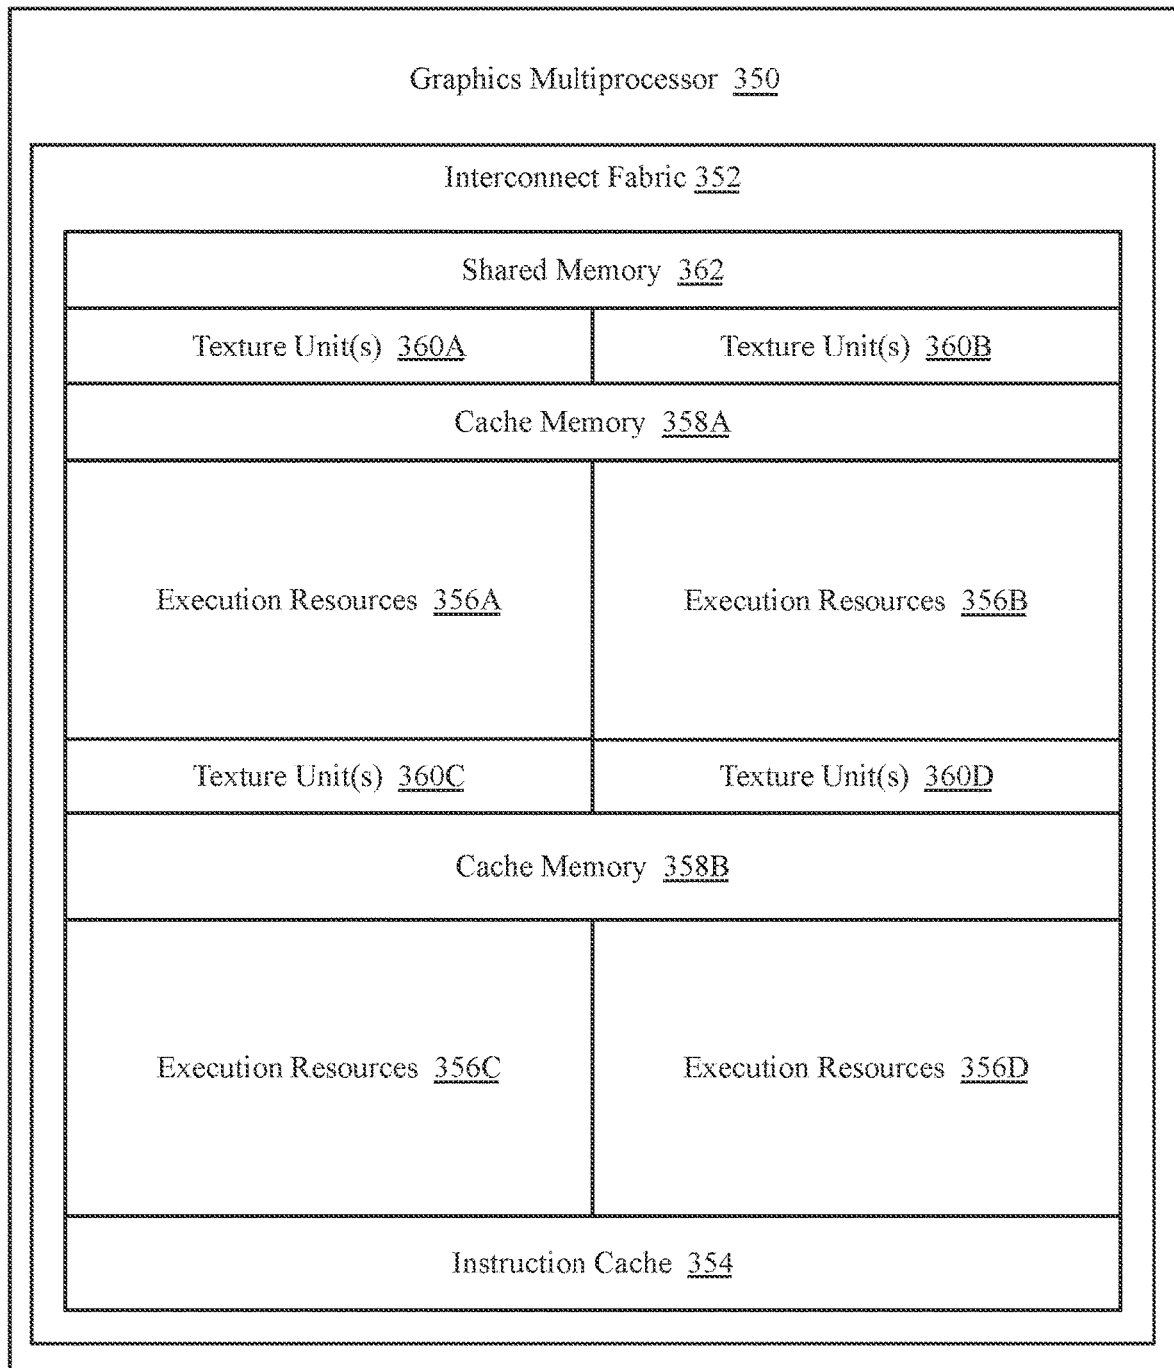 Graphics Multiprocessor 350
Interconnect Fabric 352
Shared Memory 362
Texture Unit(s) 360A
Texture Unit(s) 360B
Cache Memory 358A
Execution Resources 356A
Execution Resources 356B
Texture Unit(s) 360C
Texture Unit(s) 360D
Cache Memory 358B
Execution Resources 356C
Execution Resources 356D
Instruction Cache 354